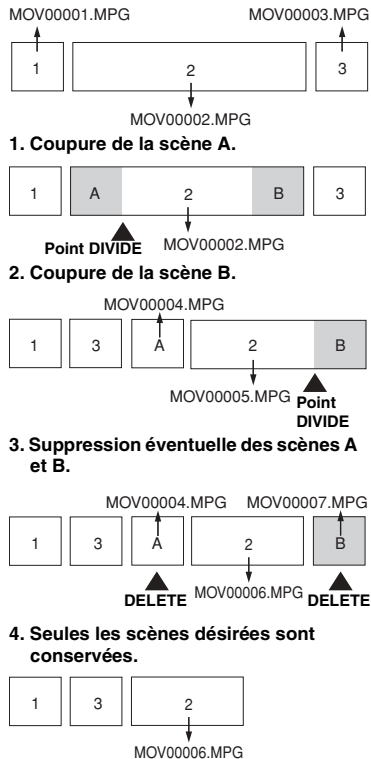 MOV00001.MPG MOV00003.MPG
1 2 3
MOV00002.MPG
1. Coupure de la scène A.
1 A 2 B 3
Point DIVIDE MOV00002.MPG
2. Coupure de la scène B.
MOV00004.MPG
1 3 A 2 B
MOV00005.MPG Point
DIVIDE
3. Suppression éventuelle des scènes A
et B.
MOV00004.MPG MOV00007.MPG
1 3 A 2 B
DELETE MOV00006.MPG DELETE
4. Seules les scènes désirées sont
conservées.
1 3 2
MOV00006.MPG